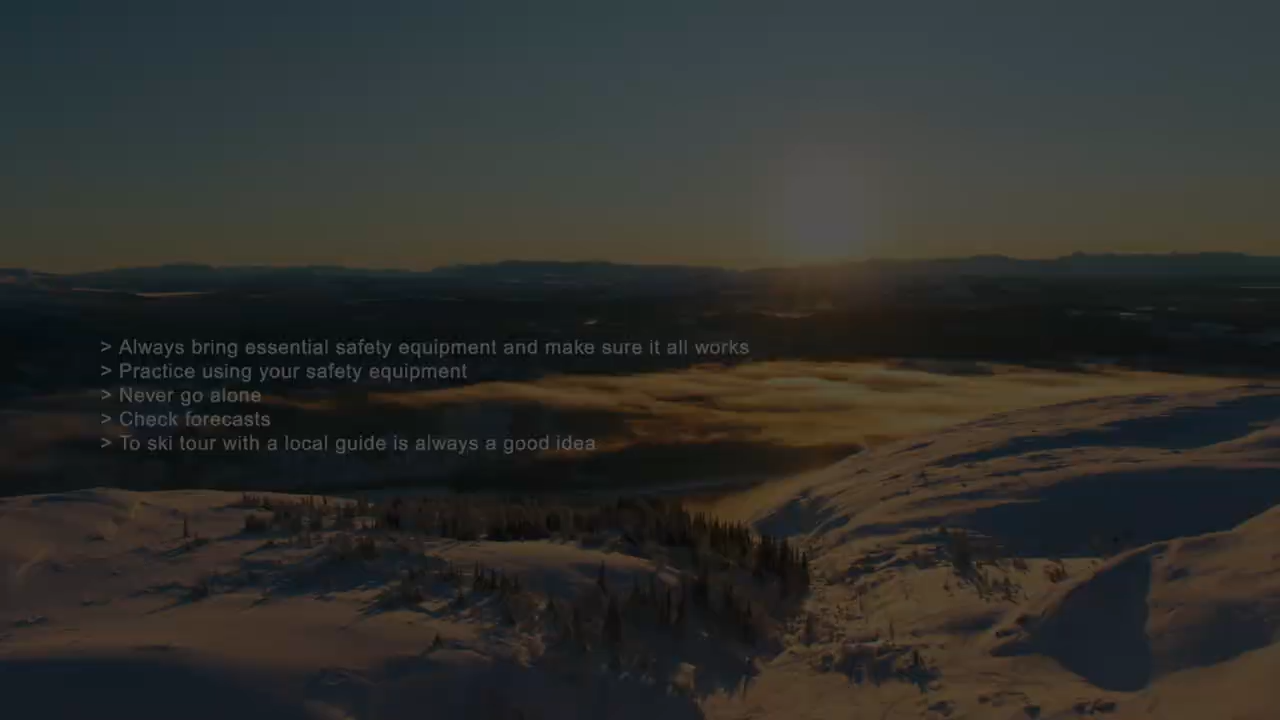 > Always bring essential safety equipment and make sure it all works
> Practice using your safety equipment
> Never go alone
> Check forecasts
> To ski tour with a local guide is always a good idea